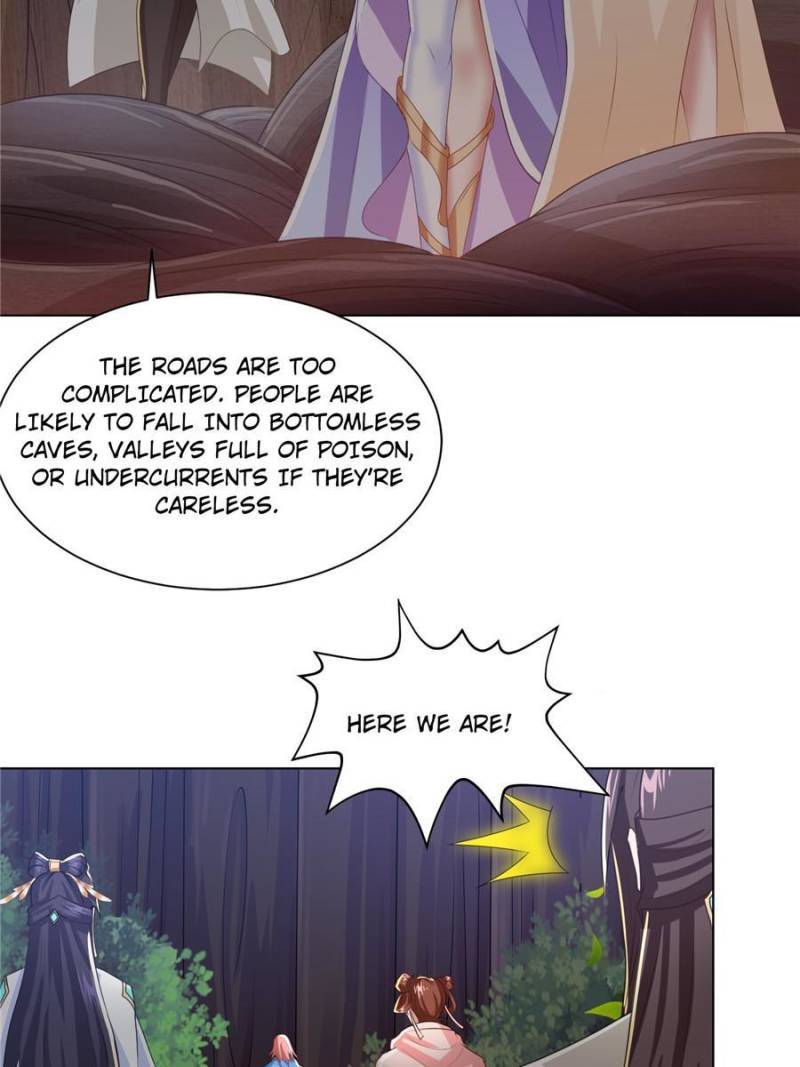 THE ROADS ARE TOO
COMPLICATED. PEOPLE ARE
LIKELY TO FALL INTO BOTTOMLESS
CAVES, VALLEYS FULL OF POISON,
OR UNDERCURRENTS IF THEY'RE
CARELESS.
HERE WE ARE!